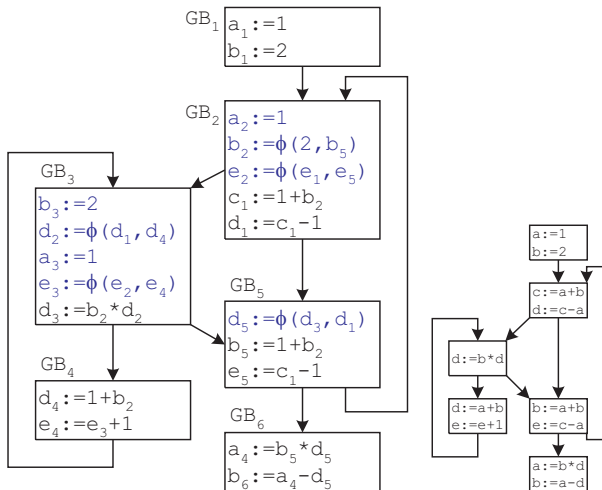 GB₁
a₁:=1
b₁:=2
GB₂
a₂:=1
b₂:=ϕ(2,b₅)
e₂:=ϕ(e₁,e₅)
c₁:=1+b₂
d₁:=c₁-1
GB₃
b₃:=2
d₂:=ϕ(d₁,d₄)
a₃:=1
e₃:=ϕ(e₂,e₄)
d₃:=b₂*d₂
GB₅
d₅:=ϕ(d₃,d₁)
b₅:=1+b₂
e₅:=c₁-1
GB₄
d₄:=1+b₂
e₄:=e₃+1
GB₆
a₄:=b₅*d₅
b₆:=a₄-d₅
a:=1
b:=2
c:=a+b
d:=c-a
d:=b*d
d:=a+b
e:=e+1
b:=a+b
e:=c-a
a:=b*d
b:=a-d